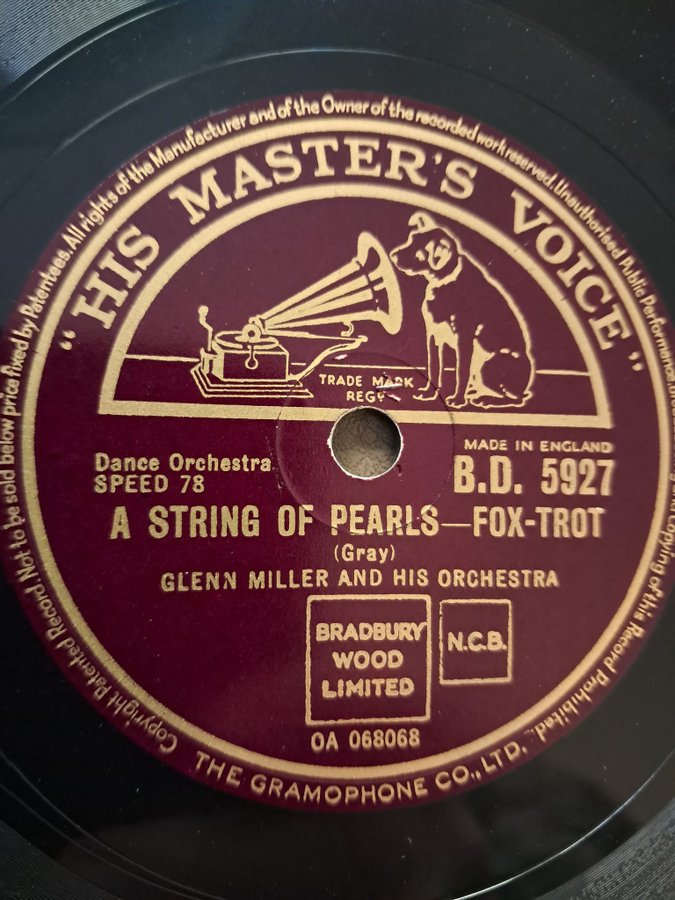 Copyright Patented Record. Not to be sold below price fixed by Patentees. All rights of the Manufacturer and of the Owner of the recorded work reserved. Unauthorised Public Performance,
Copying of this Record Prohibited.
"HIS MASTER'S VOICE"
TRADE MARK
REGD
MADE IN ENGLAND
Dance Orchestra
SPEED 78
B.D. 5927
A STRING OF PEARLS—FOX-TROT
(Gray)
GLENN MILLER AND HIS ORCHESTRA
BRADBURY
WOOD
LIMITED
N.C.B.
OA 068068
THE GRAMOPHONE CO., LTD.